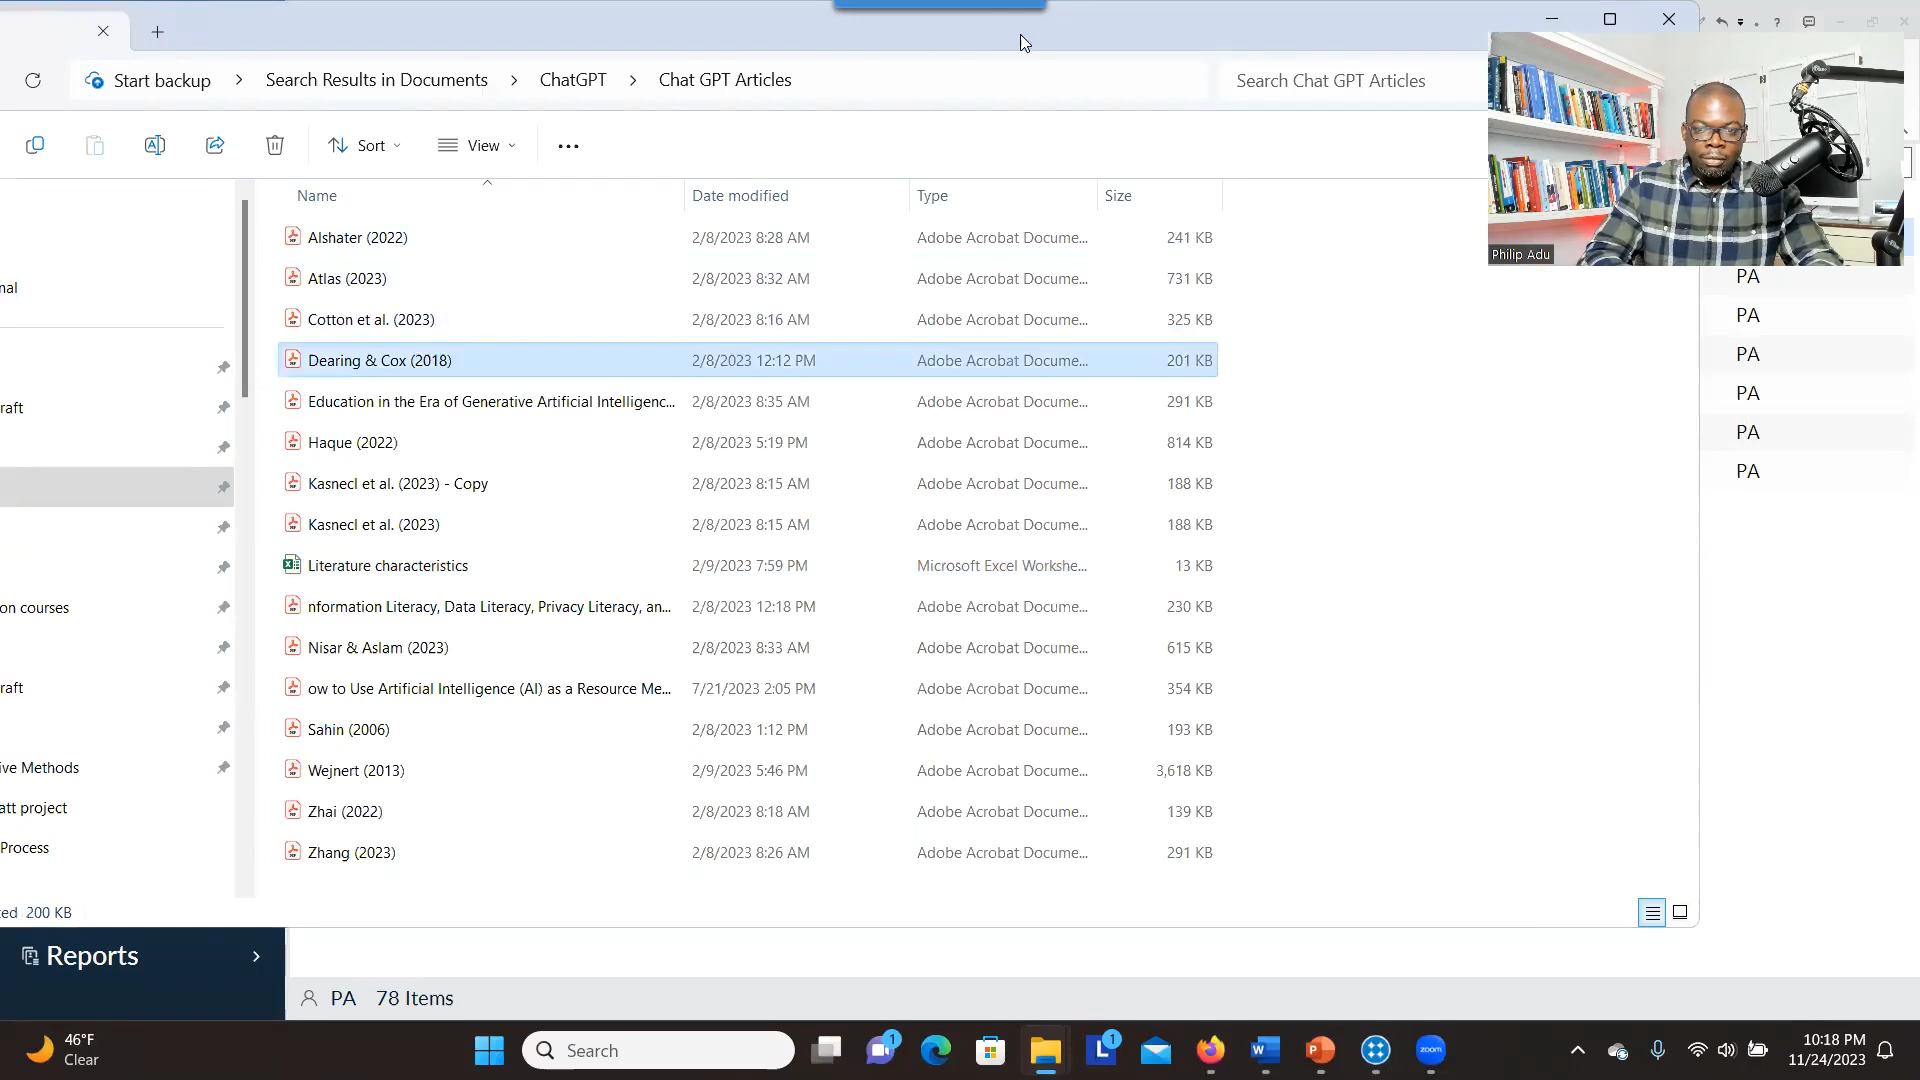 Start backup > Search Results in Documents > ChatGPT > Chat GPT Articles
Search Chat GPT Articles
Sort
View
Name Date modified Type Size
Alshater (2022) 2/8/2023 8:28 AM Adobe Acrobat Docume... 241 KB
Atlas (2023) 2/8/2023 8:32 AM Adobe Acrobat Docume... 731 KB
Cotton et al. (2023) 2/8/2023 8:16 AM Adobe Acrobat Docume... 325 KB
Dearing & Cox (2018) 2/8/2023 12:12 PM Adobe Acrobat Docume... 201 KB
Education in the Era of Generative Artificial Intelligenc... 2/8/2023 8:35 AM Adobe Acrobat Docume... 291 KB
Haque (2022) 2/8/2023 5:19 PM Adobe Acrobat Docume... 814 KB
Kasnecl et al. (2023) - Copy 2/8/2023 8:15 AM Adobe Acrobat Docume... 188 KB
Kasnecl et al. (2023) 2/8/2023 8:15 AM Adobe Acrobat Docume... 188 KB
Literature characteristics 2/9/2023 7:59 PM Microsoft Excel Workshe... 13 KB
nformation Literacy, Data Literacy, Privacy Literacy, an... 2/8/2023 12:18 PM Adobe Acrobat Docume... 230 KB
Nisar & Aslam (2023) 2/8/2023 8:33 AM Adobe Acrobat Docume... 615 KB
ow to Use Artificial Intelligence (AI) as a Resource Me... 7/21/2023 2:05 PM Adobe Acrobat Docume... 354 KB
Sahin (2006) 2/8/2023 1:12 PM Adobe Acrobat Docume... 193 KB
Wejnert (2013) 2/9/2023 5:46 PM Adobe Acrobat Docume... 3,618 KB
Zhai (2022) 2/8/2023 8:18 AM Adobe Acrobat Docume... 139 KB
Zhang (2023) 2/8/2023 8:26 AM Adobe Acrobat Docume... 291 KB
nal
raft
on courses
raft
ive Methods
att project
Process
ted 200 KB
Philip Adu
PA
PA
PA
PA
PA
PA
Reports
PA 78 Items
46°F
Clear
Search
1
L 1
W
P
zoom
10:18 PM
11/24/2023